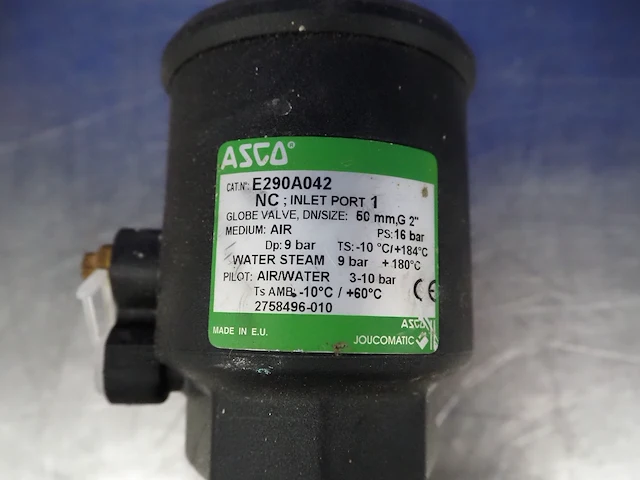 ASCO®
CAT.N°: E290A042
NC ; INLET PORT 1
GLOBE VALVE, DN/SIZE: 50 mm,G 2"
MEDIUM: AIR PS:16 bar
Dp: 9 bar TS: -10 °C/+184°C
WATER STEAM 9 bar + 180°C
PILOT: AIR/WATER 3-10 bar
Ts AMB: -10°C / +60°C CE
2758496-010
MADE IN E.U. ASCO
JOUCOMATIC